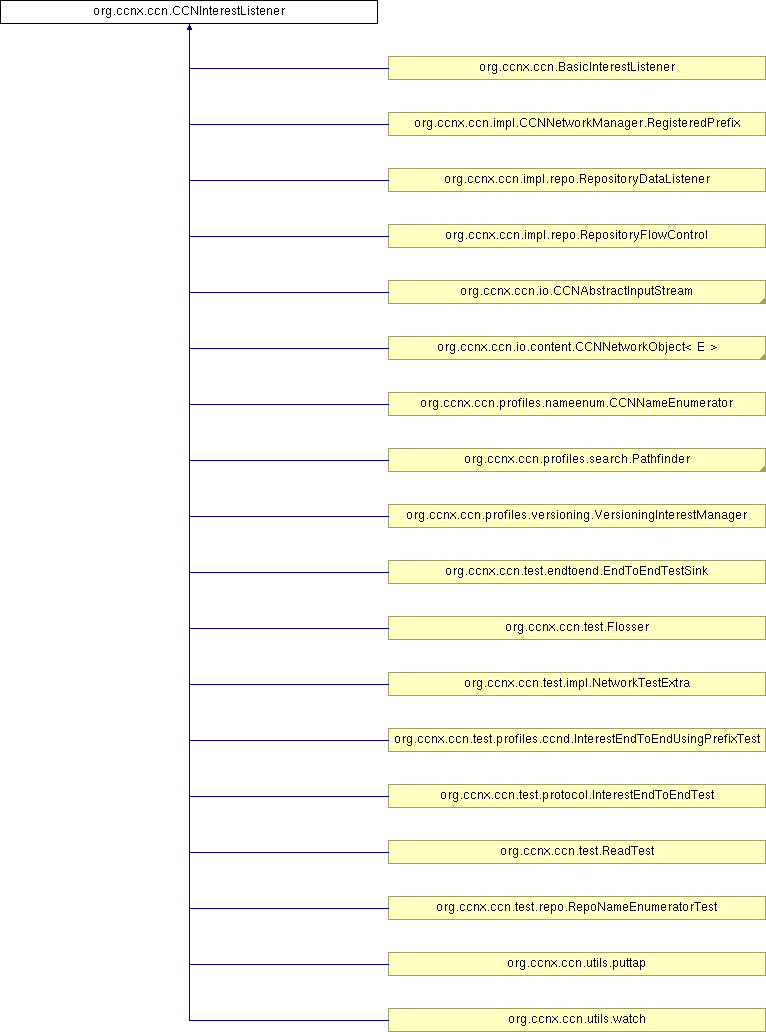 org.ccnx.ccn.CCNInterestListener
org.ccnx.ccn.BasicInterestListener
org.ccnx.ccn.impl.CCNNetworkManager.RegisteredPrefix
org.ccnx.ccn.impl.repo.RepositoryDataListener
org.ccnx.ccn.impl.repo.RepositoryFlowControl
org.ccnx.ccn.io.CCNAbstractInputStream
org.ccnx.ccn.io.content.CCNNetworkObject< E >
org.ccnx.ccn.profiles.nameenum.CCNNameEnumerator
org.ccnx.ccn.profiles.search.Pathfinder
org.ccnx.ccn.profiles.versioning.VersioningInterestManager
org.ccnx.ccn.test.endtoend.EndToEndTestSink
org.ccnx.ccn.test.Flosser
org.ccnx.ccn.test.impl.NetworkTestExtra
org.ccnx.ccn.test.profiles.ccnd.InterestEndToEndUsingPrefixTest
org.ccnx.ccn.test.protocol.InterestEndToEndTest
org.ccnx.ccn.test.ReadTest
org.ccnx.ccn.test.repo.RepoNameEnumeratorTest
org.ccnx.ccn.utils.puttap
org.ccnx.ccn.utils.watch